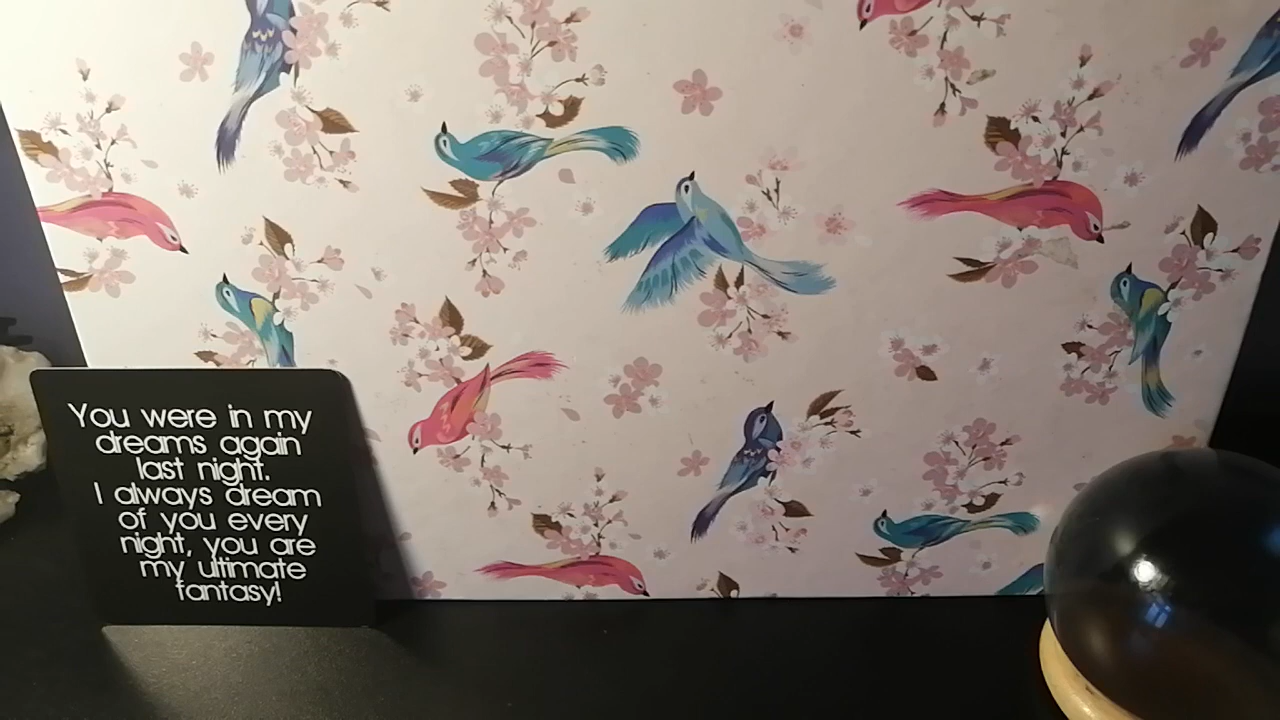 You were in my
dreams again
last night.
I always dream
of you every
night, you are
my ultimate
fantasy!